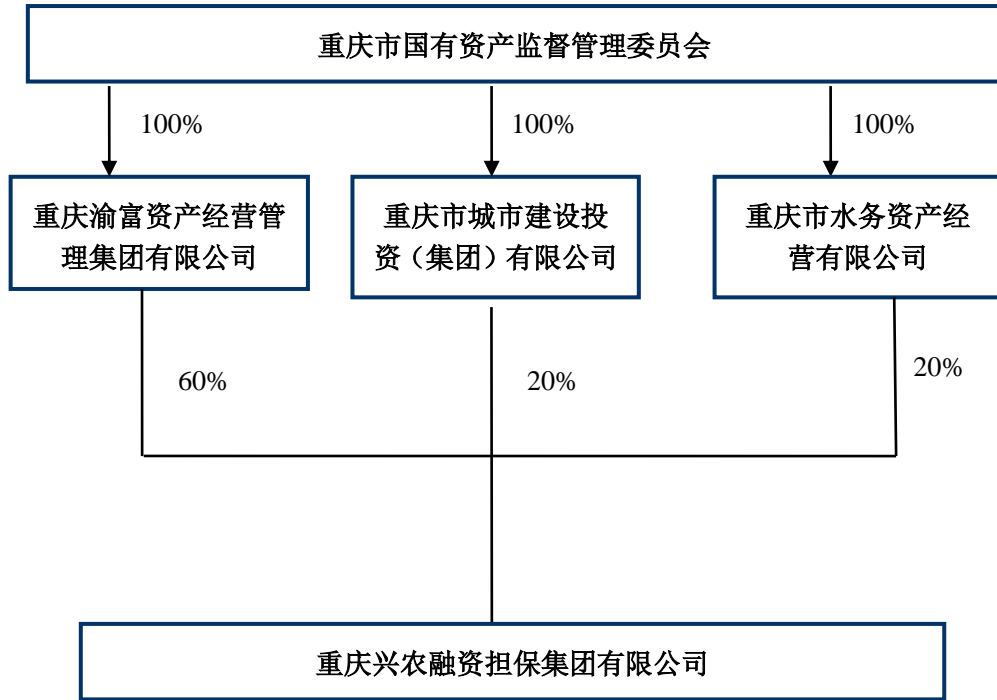 重庆市国有资产监督管理委员会
100%
100%
100%
重庆渝富资产经营管
理集团有限公司
重庆市城市建设投
资（集团）有限公司
重庆市水务资产经
营有限公司
60%
20%
20%
重庆兴农融资担保集团有限公司